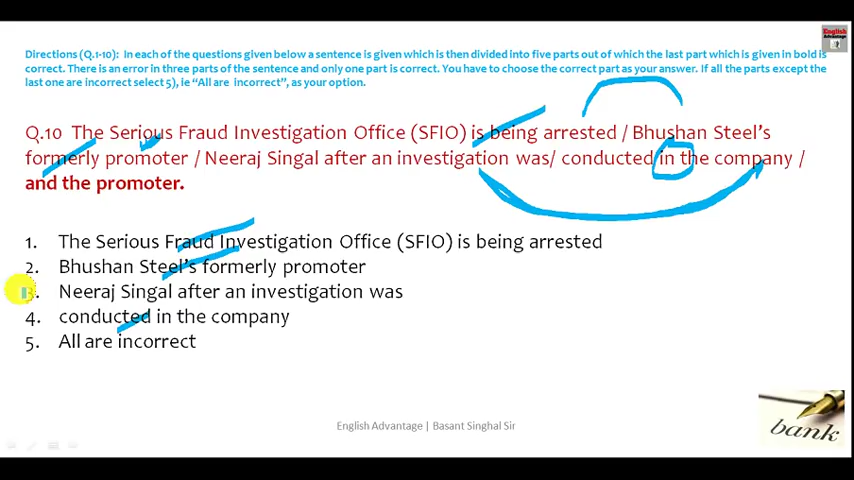 English
Advantage
Directions (Q.1-10): In each of the questions given below a sentence is given which is then divided into five parts out of which the last part which is given in bold is
correct. There is an error in three parts of the sentence and only one part is correct. You have to choose the correct part as your answer. If all the parts except the
last one are incorrect select 5), ie “All are incorrect”, as your option.
Q.10 The Serious Fraud Investigation Office (SFIO) is being arrested / Bhushan Steel’s
formerly promoter / Neeraj Singal after an investigation was/ conducted in the company /
and the promoter.
1. The Serious Fraud Investigation Office (SFIO) is being arrested
2. Bhushan Steel’s formerly promoter
3. Neeraj Singal after an investigation was
4. conducted in the company
5. All are incorrect
English Advantage | Basant Singhal Sir
bank